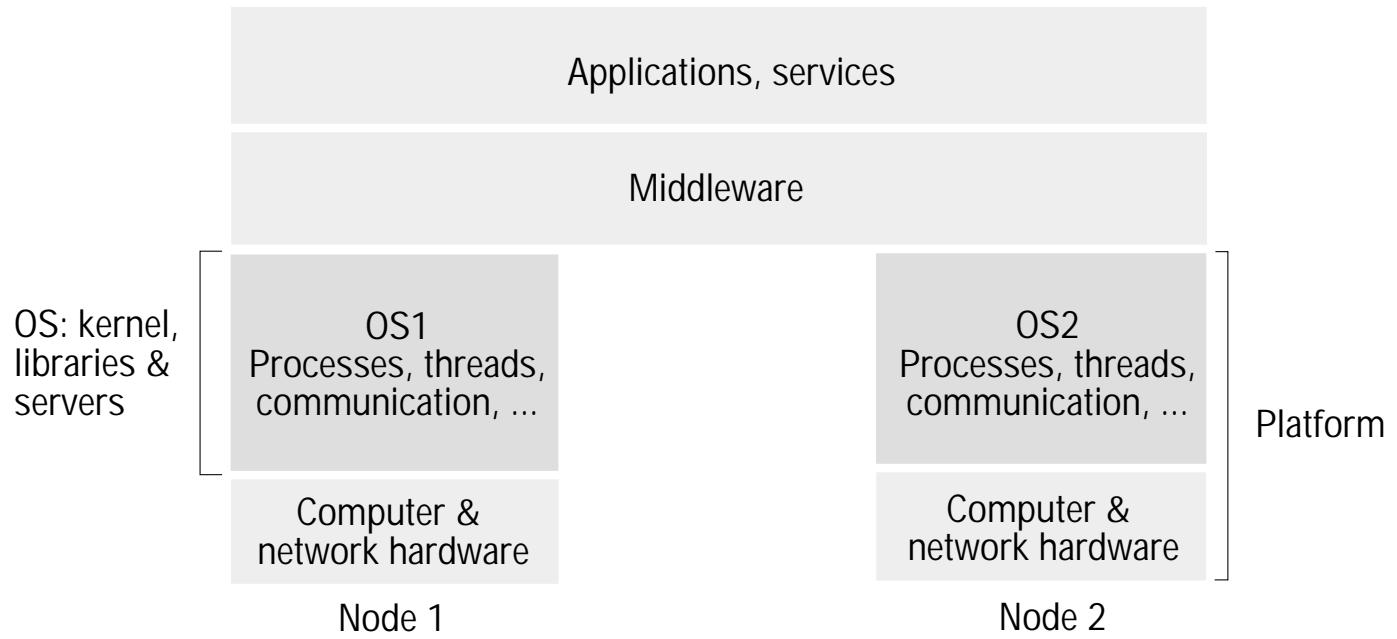 Applications, services
Middleware
OS: kernel,
libraries &
servers
OS1
Processes, threads,
communication, ...
OS2
Processes, threads,
communication, ...
Platform
Computer &
network hardware
Computer &
network hardware
Node 1
Node 2